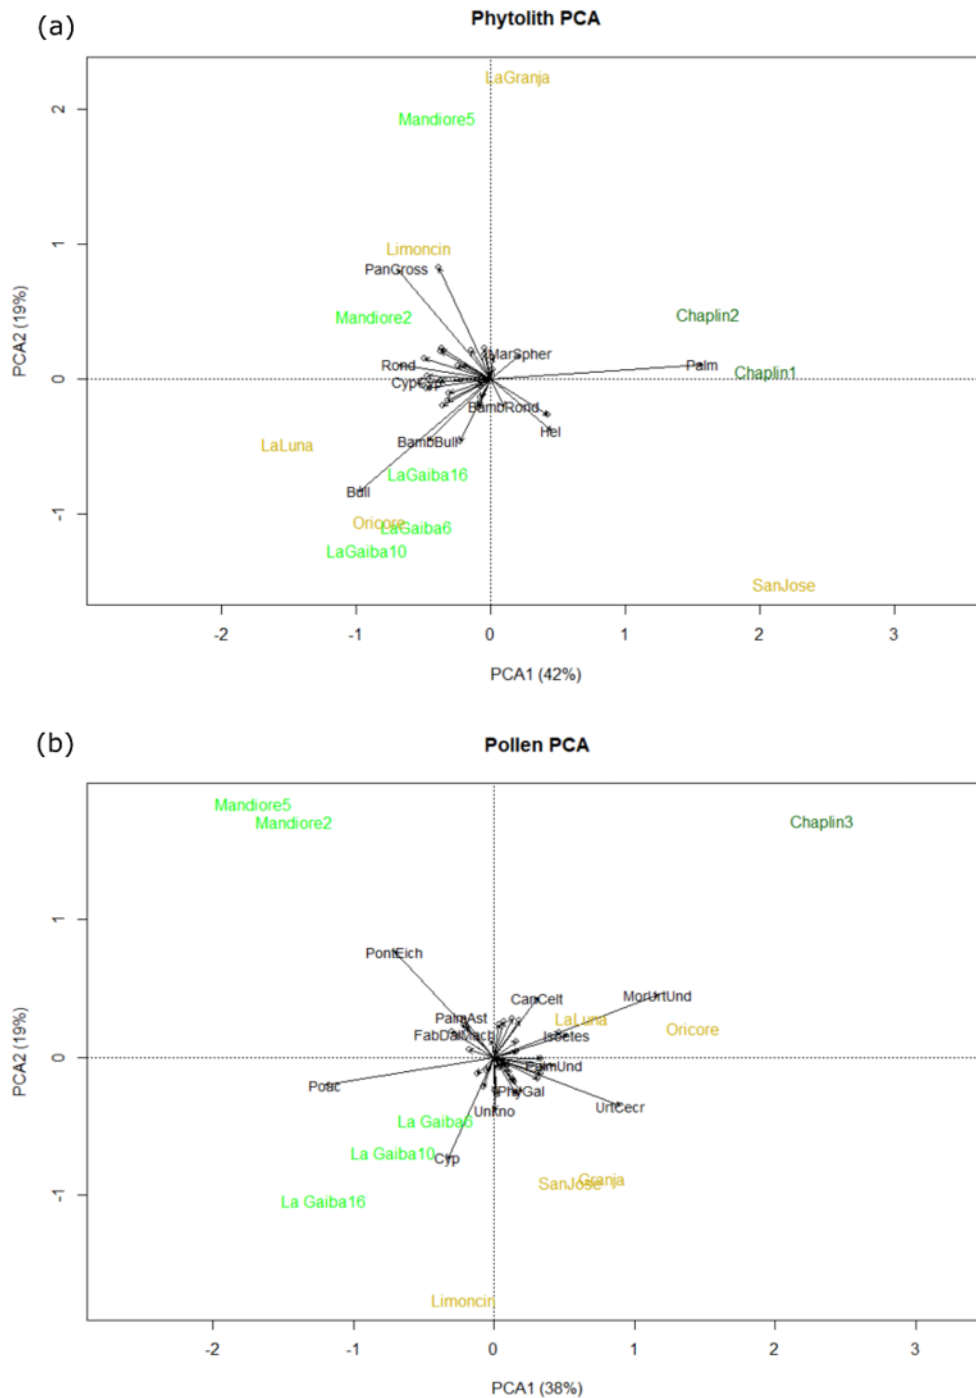 (a)
Phytolith PCA
LaGranja
Mandiore5
Limoncin
PanGross
Mandiore2
Chaplin2
MarSpher
Rond
Palm
Chaplin1
BambRond
Hel
BambBull
LaLuna
LaGaiba16
Bull
Oricore
LaGaiba6
LaGaiba10
SanJose
PCA2 (19%)
2
1
0
-1
-2 -1 0 1 2 3
PCA1 (42%)
(b)
Pollen PCA
Mandiore5
Mandiore2
Chaplin3
PontEich
CanCelt
MorUrtUnd
PalmAst
LaLuna
Oricore
FabDalMach
Isoetes
PalmUnd
Poac
PhyGal
UrtCecr
Unkno
La Gaiba6
La Gaiba10
Cyp
SanJose
Granja
La Gaiba16
Limoncin
PCA2 (19%)
1
0
-1
-2 -1 0 1 2 3
PCA1 (38%)